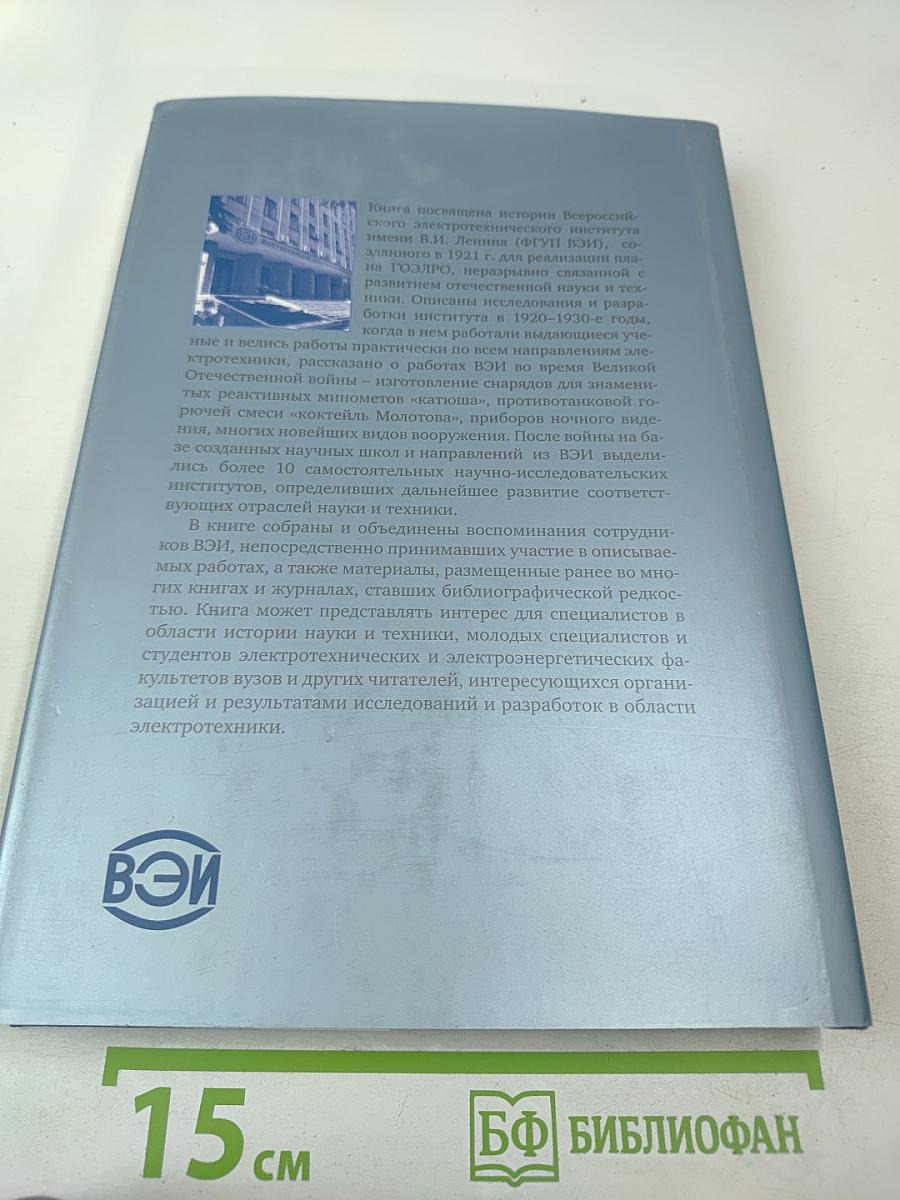 ВСЕРОССИЙСКИЙ
Книга посвящена истории Всероссий-
ского электротехнического института
имени В.И. Ленина (ФГУП ВЭИ), со-
зданного в 1921 г. для реализации пла-
на ГОЭЛРО, неразрывно связанной с
развитием отечественной науки и тех-
ники. Описаны исследования и разра-
ботки института в 1920–1930-е годы,
когда в нем работали выдающиеся уче-
ные и велись работы практически по всем направлениям эле-
ктротехники, рассказано о работах ВЭИ во время Великой
Отечественной войны – изготовление снарядов для знамени-
тых реактивных минометов «катюша», противотанковой го-
рючей смеси «коктейль Молотова», приборов ночного виде-
ния, многих новейших видов вооружения. После войны на ба-
зе созданных научных школ и направлений из ВЭИ выдели-
лись более 10 самостоятельных научно-исследовательских
институтов, определивших дальнейшее развитие соответст-
вующих отраслей науки и техники.
В книге собраны и объединены воспоминания сотрудни-
ков ВЭИ, непосредственно принимавших участие в описывае-
мых работах, а также материалы, размещенные ранее во мно-
гих книгах и журналах, ставших библиографической редкос-
тью. Книга может представлять интерес для специалистов в
области истории науки и техники, молодых специалистов и
студентов электротехнических и электроэнергетических фа-
культетов вузов и других читателей, интересующихся органи-
зацией и результатами исследований и разработок в области
электротехники.
ВЭИ
15 см
БФ БИБЛИОФАН